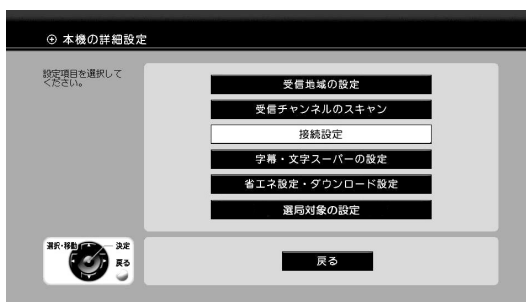 本機の詳細設定
設定項目を選択して
ください。
受信地域の設定
受信チャンネルのスキャン
接続設定
字幕・文字スーパーの設定
省エネ設定・ダウンロード設定
選局対象の設定
選択・移動
決定
戻る
戻る